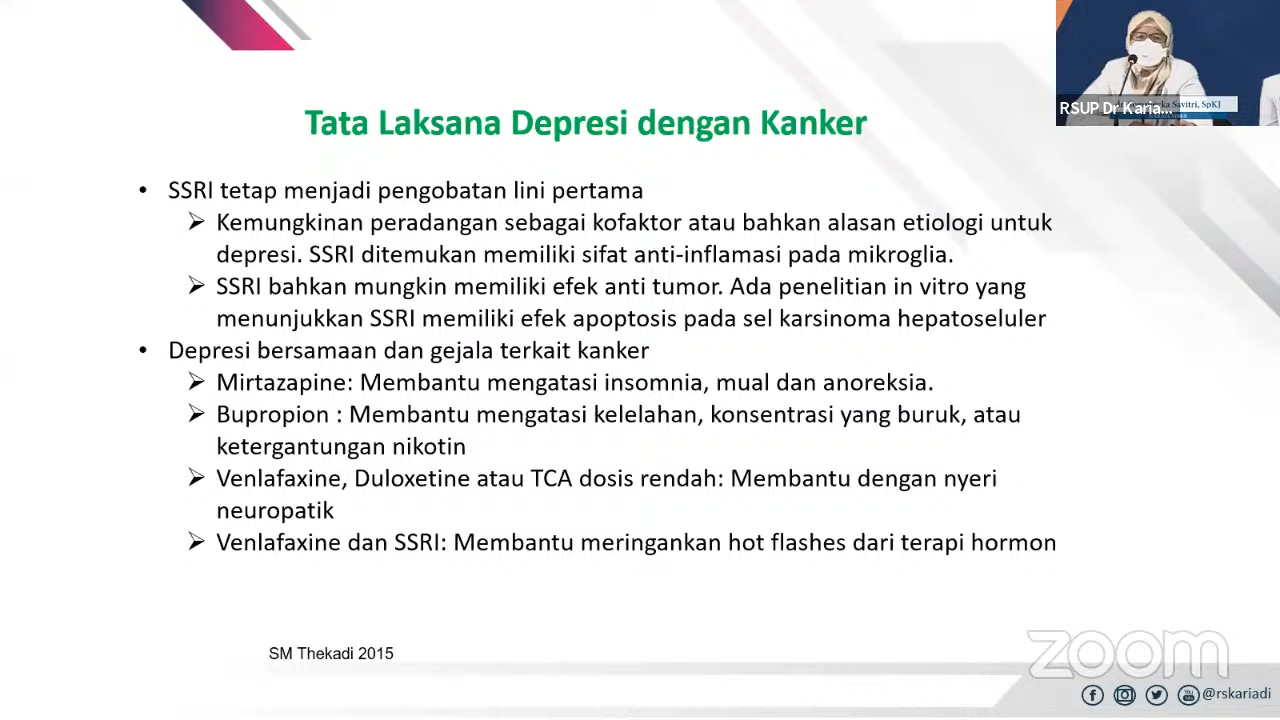 Tata Laksana Depresi dengan Kanker
• SSRI tetap menjadi pengobatan lini pertama
➢ Kemungkinan peradangan sebagai kofaktor atau bahkan alasan etiologi untuk
depresi. SSRI ditemukan memiliki sifat anti-inflamasi pada mikroglia.
➢ SSRI bahkan mungkin memiliki efek anti tumor. Ada penelitian in vitro yang
menunjukkan SSRI memiliki efek apoptosis pada sel karsinoma hepatoseluler
• Depresi bersamaan dan gejala terkait kanker
➢ Mirtazapine: Membantu mengatasi insomnia, mual dan anoreksia.
➢ Bupropion : Membantu mengatasi kelelahan, konsentrasi yang buruk, atau
ketergantungan nikotin
➢ Venlafaxine, Duloxetine atau TCA dosis rendah: Membantu dengan nyeri
neuropatik
➢ Venlafaxine dan SSRI: Membantu meringankan hot flashes dari terapi hormon
SM Thekadi 2015
RSUP Dr Karia...
Savitri, SpKJ
zoom
@rskariadi